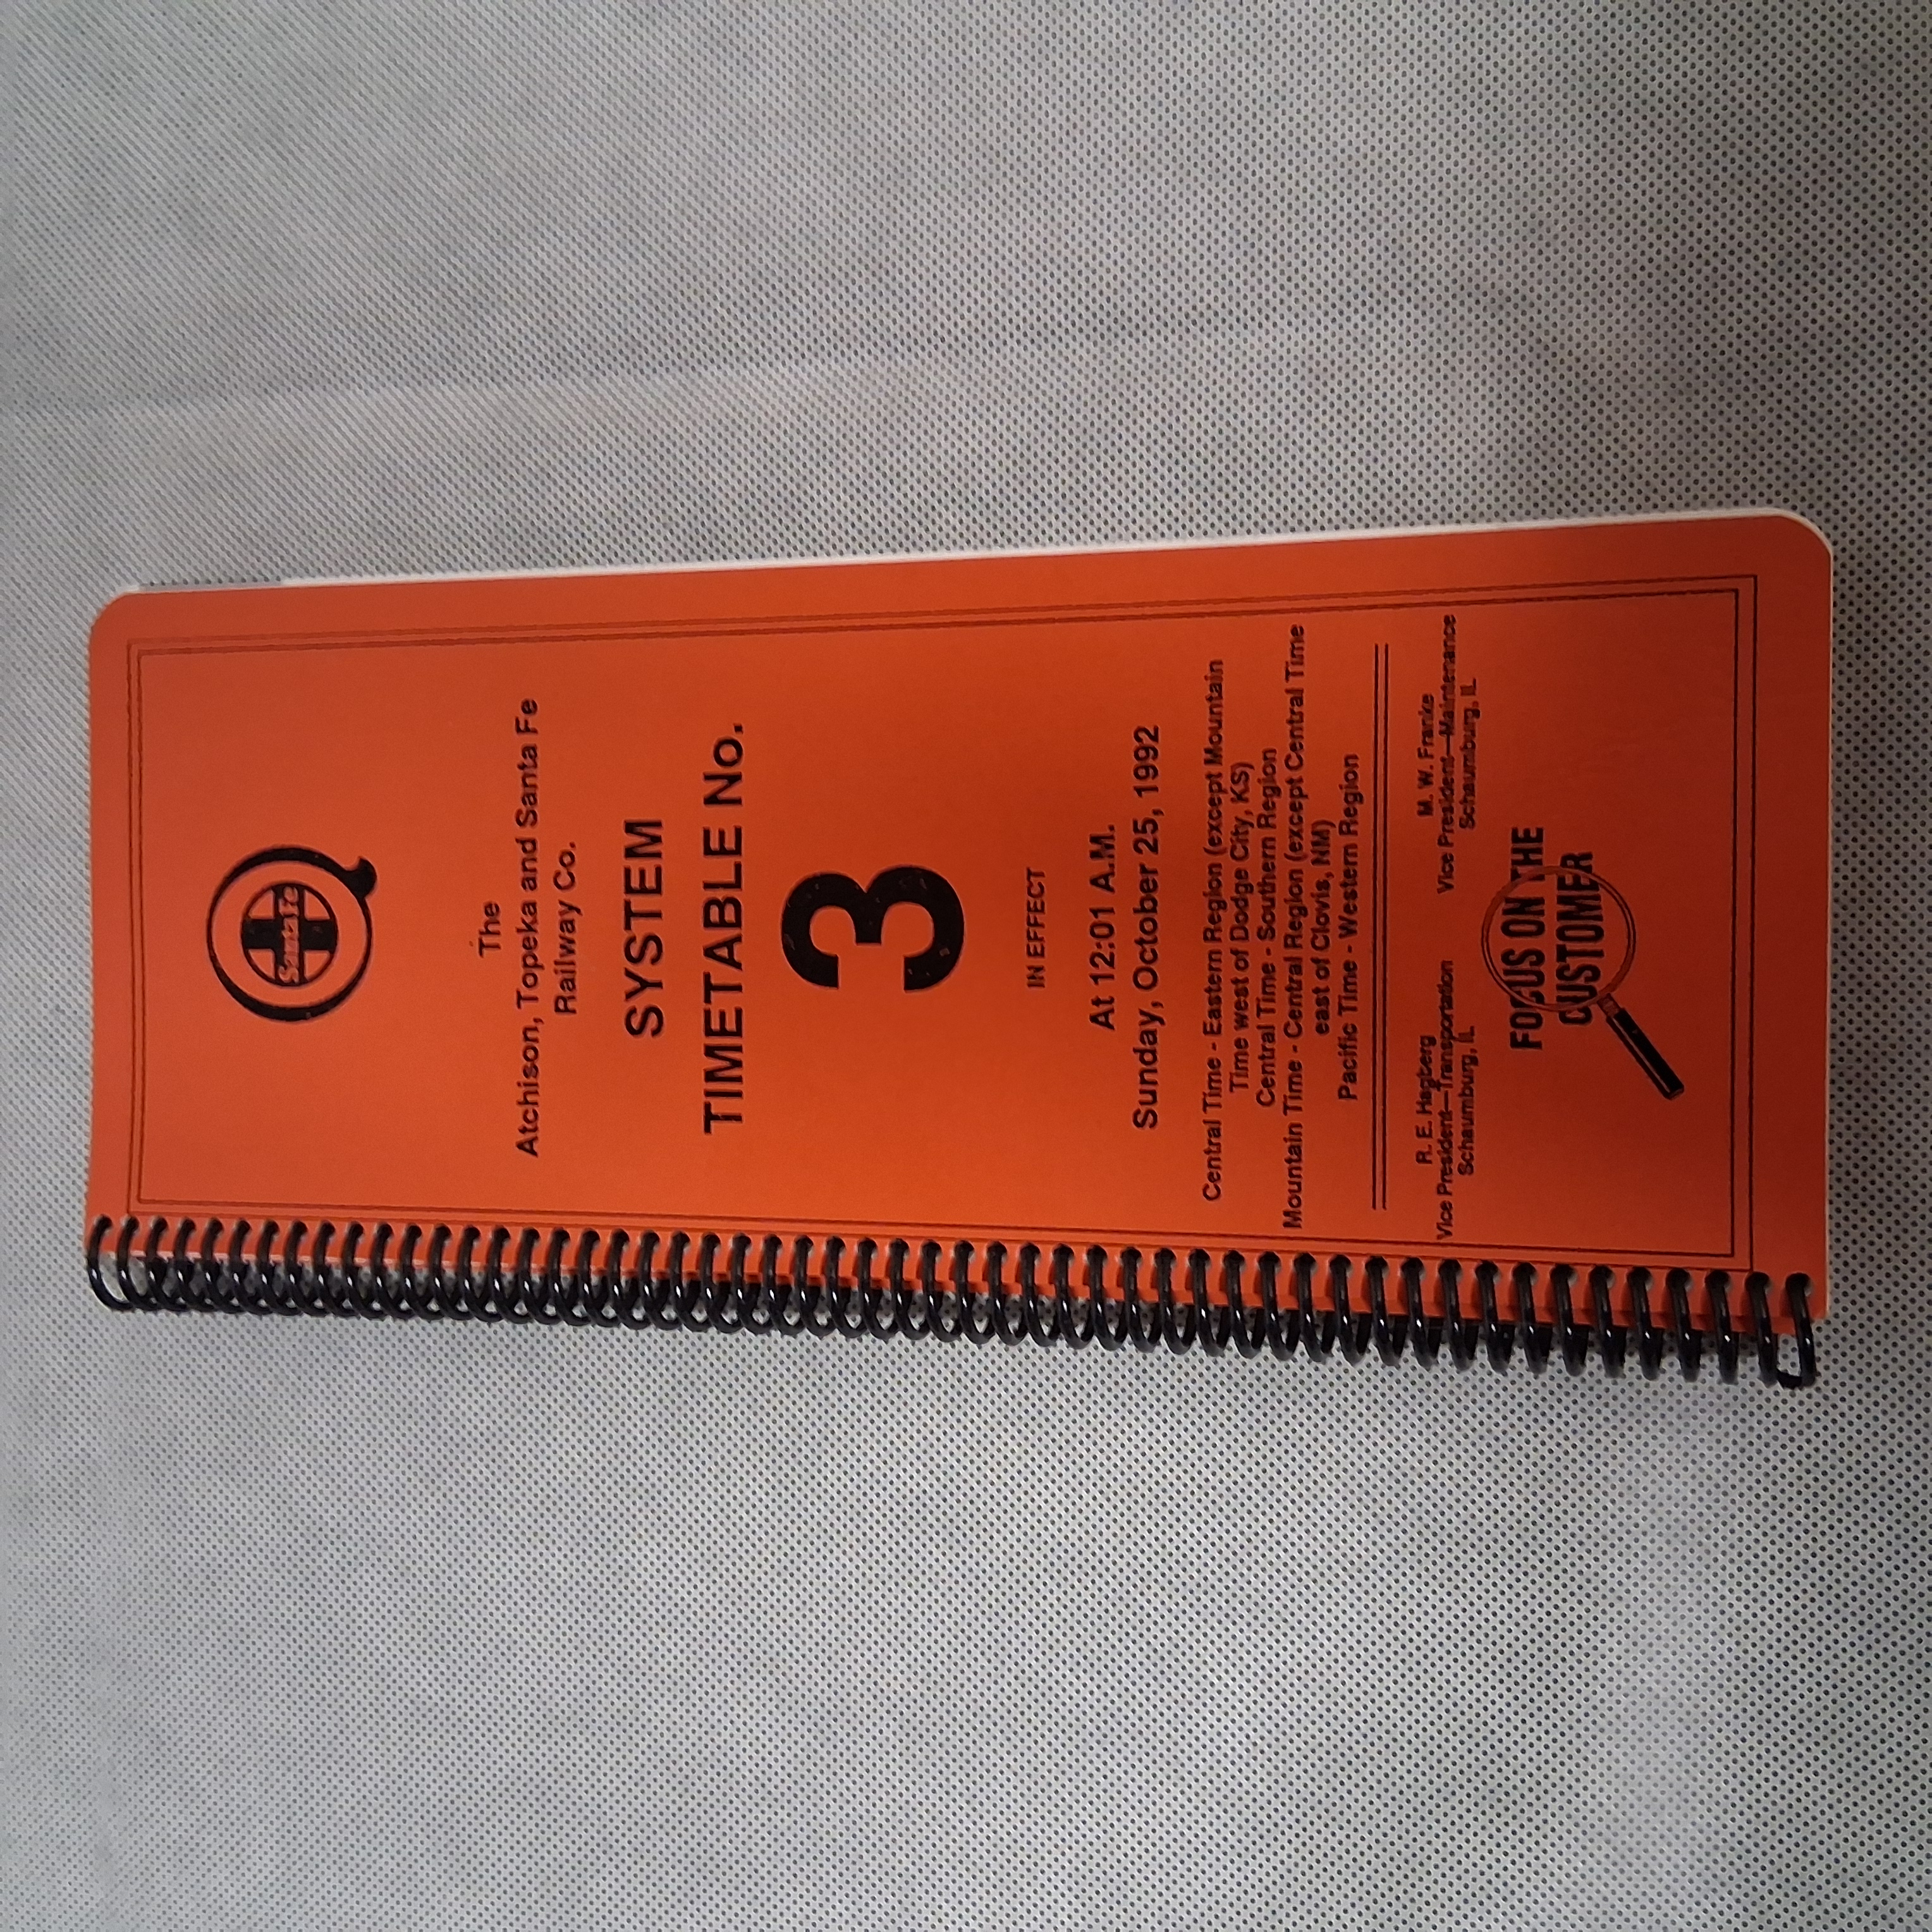 Santa Fe
The
Atchison, Topeka and Santa Fe
Railway Co.
SYSTEM
TIMETABLE No.
3
IN EFFECT
At 12:01 A.M.
Sunday, October 25, 1992
Central Time - Eastern Region (except Mountain
Time west of Dodge City, KS)
Central Time - Southern Region
Mountain Time - Central Region (except Central Time
east of Clovis, NM)
Pacific Time - Western Region
R. E. Hagberg
Vice President—Transportation
Schaumburg, IL
M. W. Franke
Vice President—Maintenance
Schaumburg, IL
FOCUS ON THE
CUSTOMER